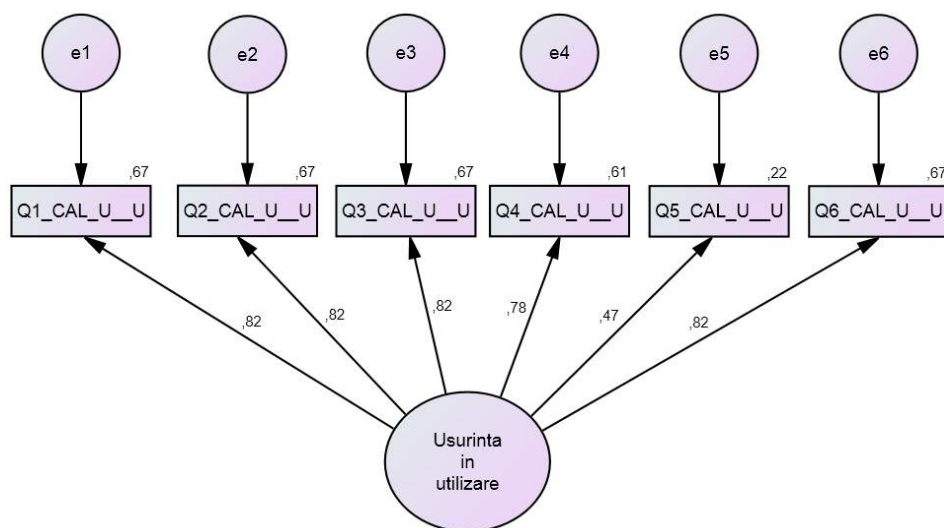 e1
e2
e3
e4
e5
e6
,67
,67
,67
,61
,22
,67
Q1_CAL_U__U
Q2_CAL_U__U
Q3_CAL_U__U
Q4_CAL_U__U
Q5_CAL_U__U
Q6_CAL_U__U
,82
,82
,82
,78
,47
,82
Usurinta
in
utilizare